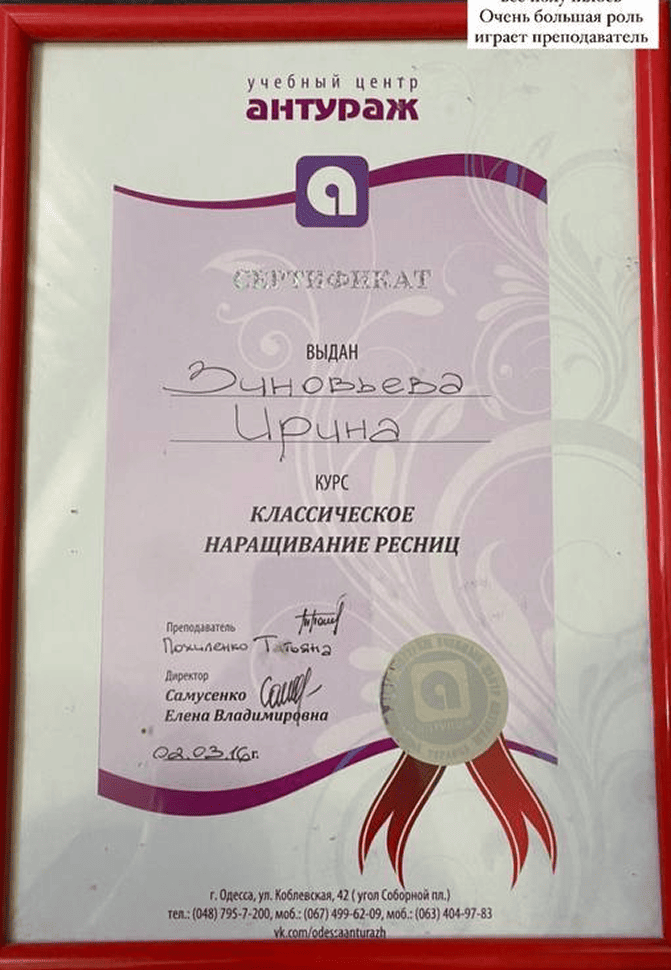 Очень большая роль
играет преподаватель
учебный центр
антураж
а
СЕРТИФИКАТ
ВЫДАН
Зиновьева
Ирина
КУРС
КЛАССИЧЕСКОЕ
НАРАЩИВАНИЕ РЕСНИЦ
Преподаватель
Похиленко Татьяна
Директор
Самусенко
Елена Владимировна
02.03.16г.
а
АНТУРАЖ
г. Одесса, ул. Коблевская, 42 ( угол Соборной пл.)
тел.: (048) 795-7-200, моб.: (067) 499-62-09, моб.: (063) 404-97-83
vk.com/odessaanturazh